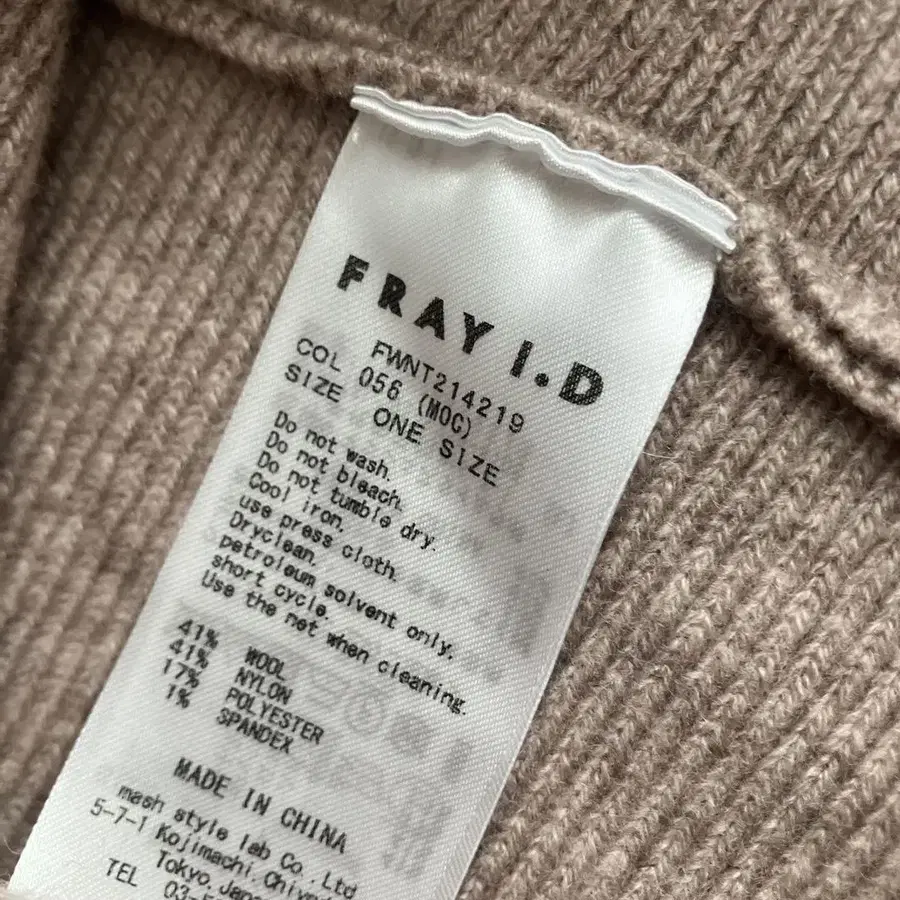 FRAY I.D
FWNT214219
COL 056 (MOC)
SIZE ONE SIZE
Do not wash.
Do not bleach.
Do not tumble dry.
Cool iron.
use press cloth.
Dryclean.
petroleum solvent only.
short cycle.
Use the net when cleaning.
41% WOOL
41% NYLON
17% POLYESTER
1% SPANDEX
MADE IN CHINA
mash style lab Co.,Ltd
5-7-1 Kojimachi,
Tokyo,
TEL 03-5